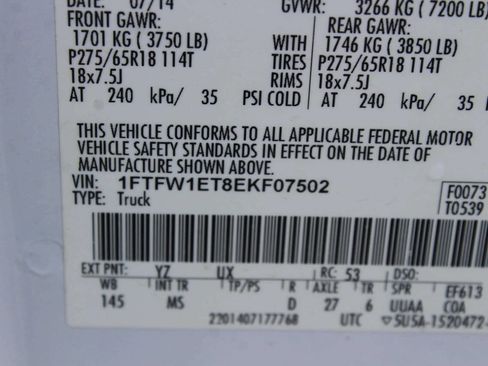 DATE: 07/14 GVWR: 3266 KG ( 7200 LB)
FRONT GAWR: REAR GAWR:
1701 KG ( 3750 LB) WITH 1746 KG ( 3850 LB)
P275/65R18 114T TIRES P275/65R18 114T
18x7.5J RIMS 18x7.5J
AT 240 kPa/ 35 PSI COLD AT 240 kPa/ 35
THIS VEHICLE CONFORMS TO ALL APPLICABLE FEDERAL MOTOR
VEHICLE SAFETY STANDARDS IN EFFECT ON THE DATE OF
MANUFACTURE SHOWN ABOVE.
VIN: 1FTFW1ET8EKF07502 F0073
TYPE: Truck T0539
EXT PNT: YZ UX RC: 53 DSO:
WB INT TR TP/PS R AXLE TR SPR EF613
145 MS D 27 6 UUAA COA
2201407177768 UTC ▽5U5A-1520472-